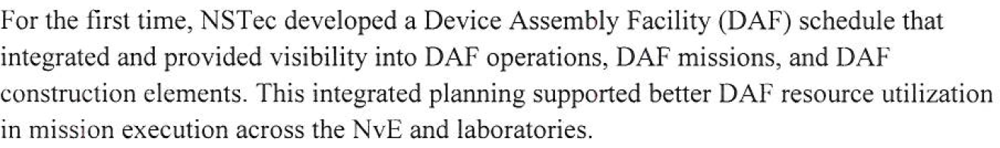 For the first time, NSTec developed a Device Assembly Facility (DAF) schedule that
integrated and provided visibility into DAF operations, DAF missions, and DAF
construction elements. This integrated planning supported better DAF resource utilization
in mission execution across the NvE and laboratories.